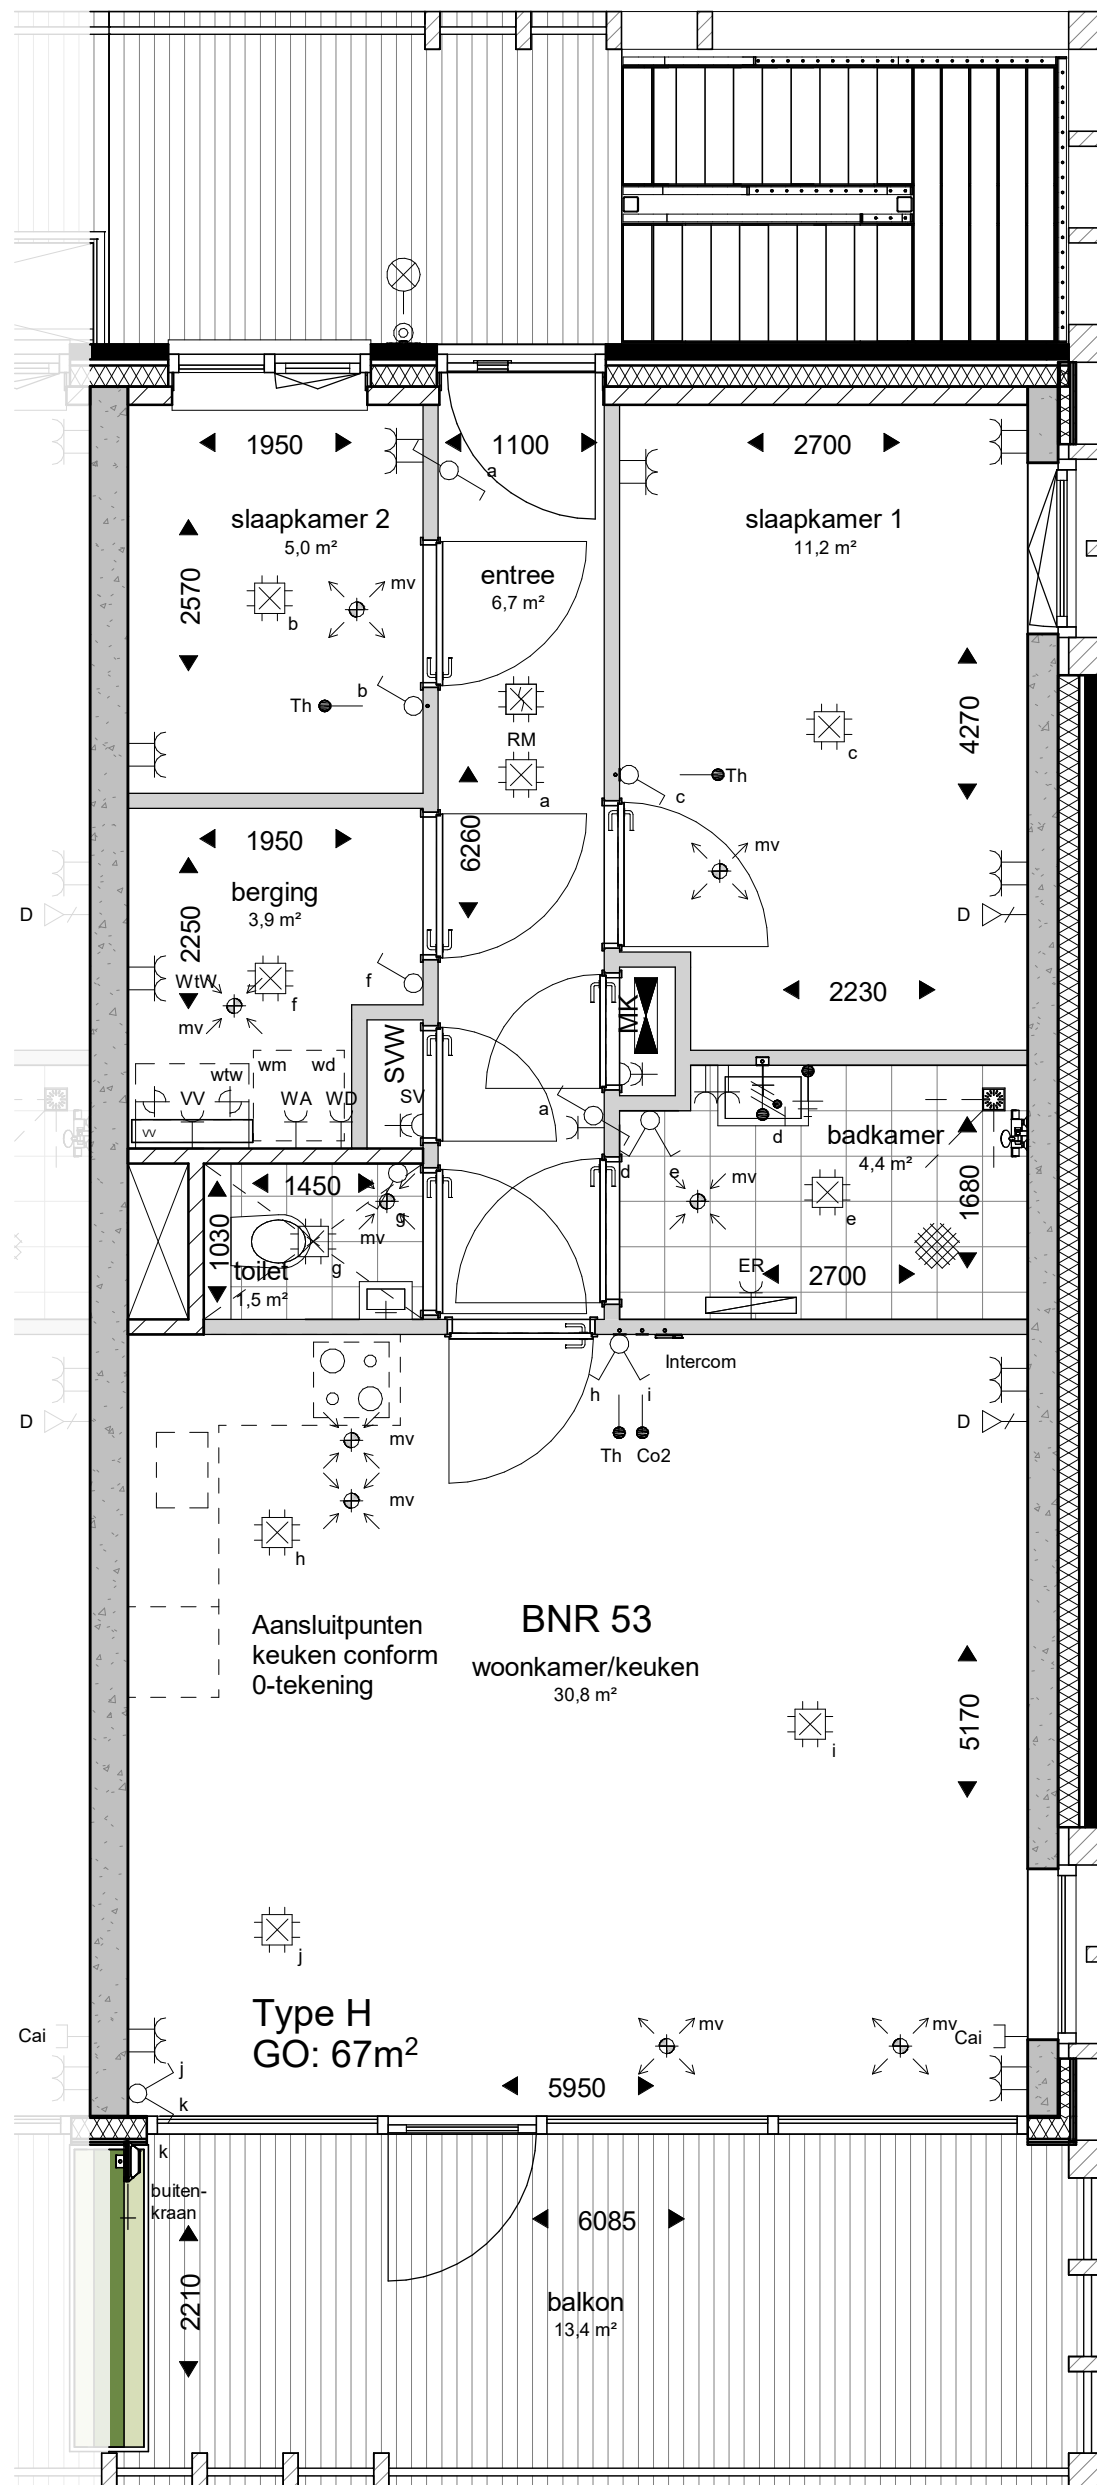 1950
1100
2700
a
slaapkamer 2
5,0 m²
slaapkamer 1
11,2 m²
entree
6,7 m²
2570
mv
b
Th
b
RM
a
4270
c
Th
c
1950
6260
mv
berging
3,9 m²
D
D
2250
WtW
f
f
mv
2230
MK
SVW
wtw
wm
wd
VV
WA
WD
SV
vv
a
d
badkamer
4,4 m²
d
e
mv
e
1680
1450
1030
g
mv
toilet
1,5 m²
g
ER
2700
Intercom
h
i
D
D
Th
Co2
mv
mv
h
Aansluitpunten
keuken conform
0-tekening
BNR 53
woonkamer/keuken
30,8 m²
5170
i
j
Type H
GO: 67m²
Cai
mv
mv
Cai
j
k
5950
k
buiten-
kraan
6085
2210
balkon
13,4 m²